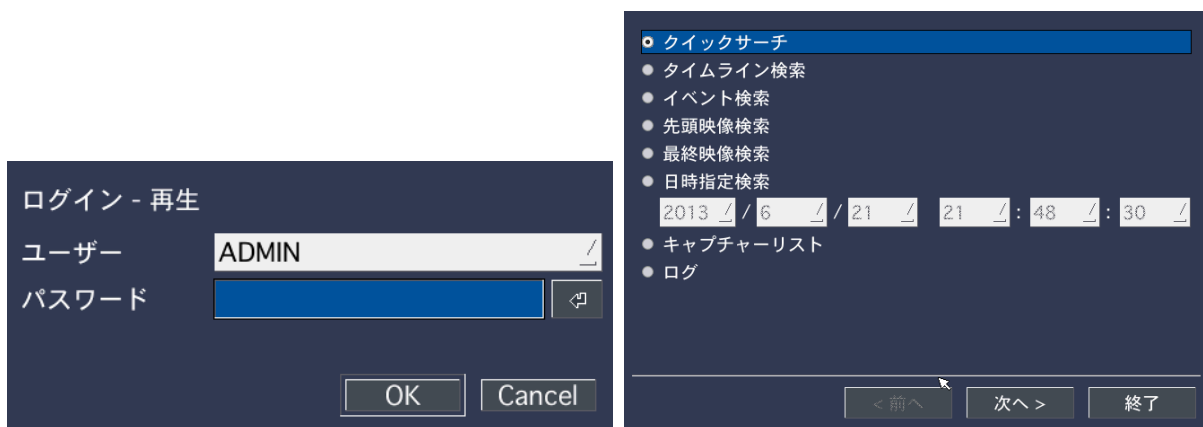 ログイン - 再生
ユーザー ADMIN
パスワード
OK Cancel
クイックサーチ
タイムライン検索
イベント検索
先頭映像検索
最終映像検索
日時指定検索
2013 / 6 / 21 21 : 48 : 30
キャプチャーリスト
ログ
< 前へ 次へ > 終了